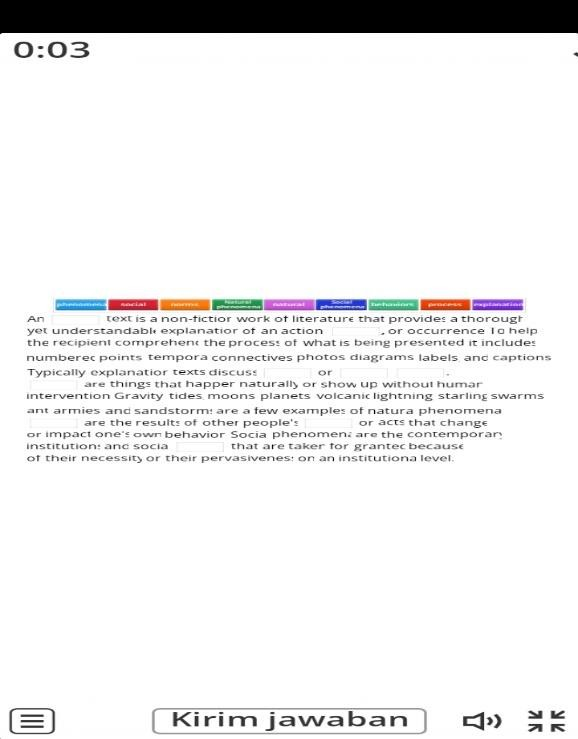 0:03
phenomena social norms Natural phenomena natural Social phenomena behaviors process explanation
An text is a non-fictior work of literature that provides a thorough
yet understandable explanatior of an action , or occurrence To help
the recipient comprehend the process of what is being presented it includes
numberec points tempora connectives photos diagrams labels and captions
Typically explanatior texts discuss or .
are things that happer naturally or show up without humar
intervention Gravity tides moons planets volcanic lightning starling swarms
ant armies and sandstorms are a few examples of natura phenomena
are the results of other people's or acts that change
or impact one's own behavior Socia phenomena are the contemporary
institutions and socia that are taker for grantec because
of their necessity or their pervasiveness on an institutiona level.
Kirim jawaban